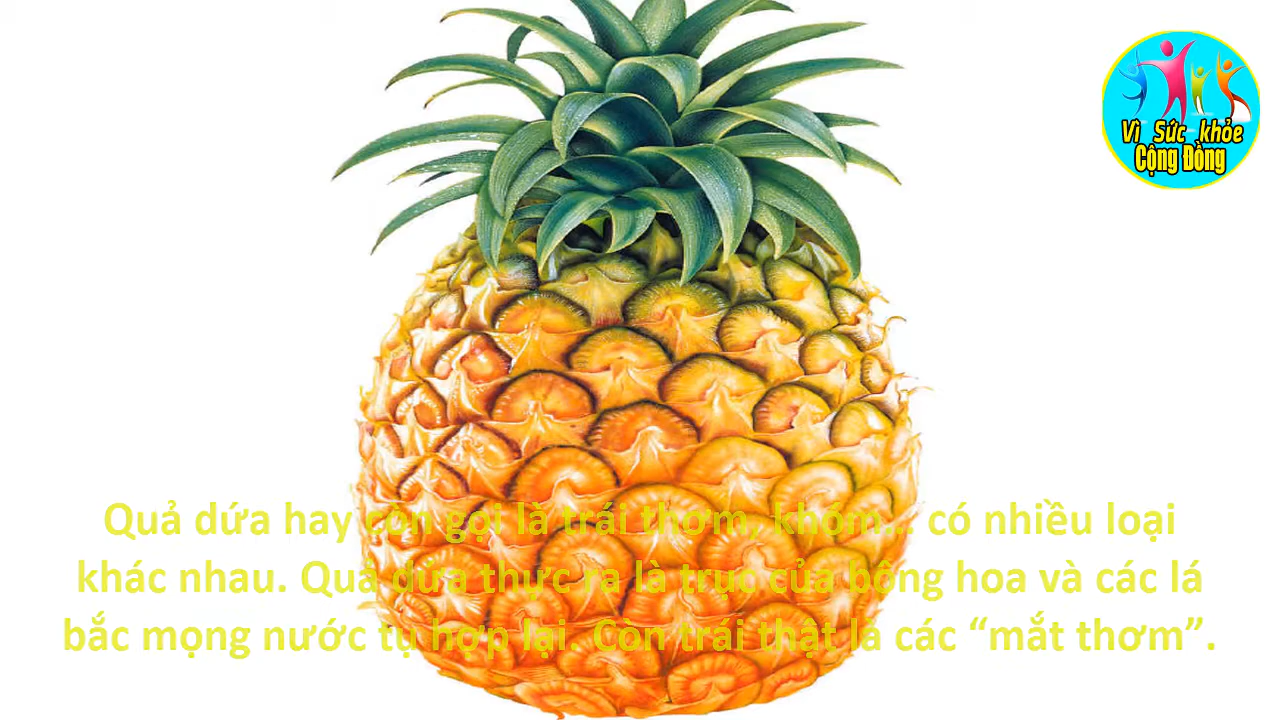 Vì Sức khỏe
Cộng Đồng
Quả dứa hay còn gọi là trái thơm, khóm... có nhiều loại
khác nhau. Quả dứa thực ra là trục của bông hoa và các lá
bắc mọng nước tụ hợp lại. Còn trái thật là các “mắt thơm”.